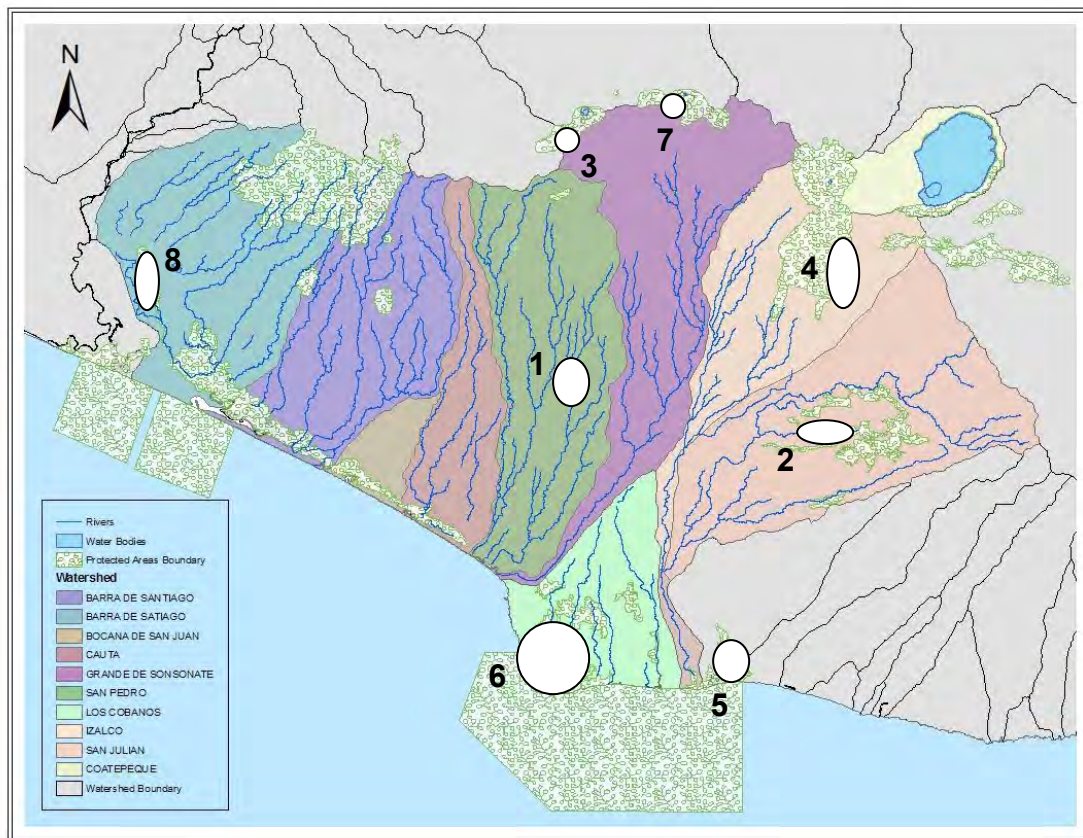 N
7
3
8
4
1
2
6
5
Rivers
Water Bodies
Protected Areas Boundary
Watershed
BARRA DE SANTIAGO
BARRA DE SATIAGO
BOCANA DE SAN JUAN
CAUTA
GRANDE DE SONSONATE
SAN PEDRO
LOS COBANOS
IZALCO
SAN JULIAN
COATEPEQUE
Watershed Boundary